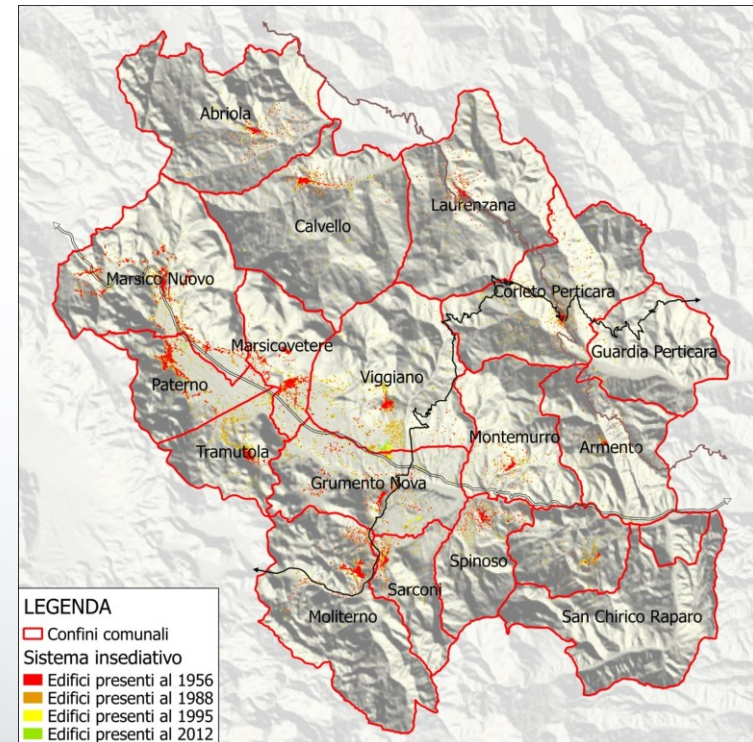 Abriola
Calvello
Laurenzana
Marsico Nuovo
Corleto Perticara
Guardia Perticara
Marsicovetere
Paterno
Viggiano
Tramutola
Montemurro
Armento
Grumento Nova
Spinoso
Sarconi
Moliterno
San Chirico Raparo
LEGENDA
Confini comunali
Sistema insediativo
Edifici presenti al 1956
Edifici presenti al 1988
Edifici presenti al 1995
Edifici presenti al 2012